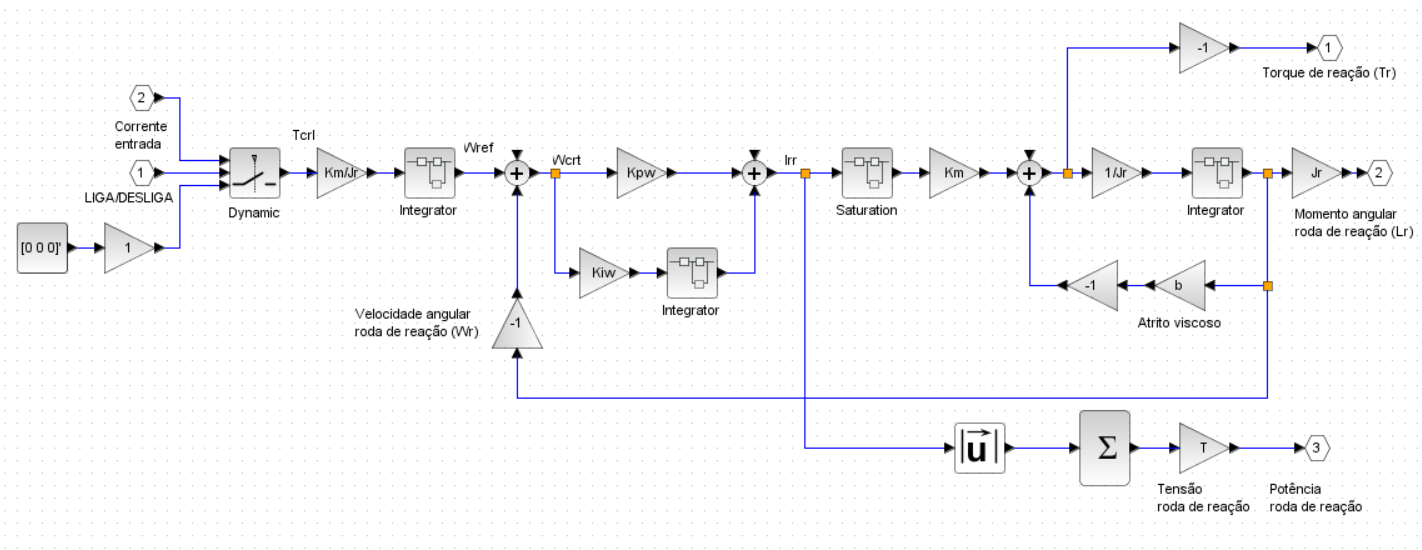 -1
1
Torque de reação (Tr)
2
Corrente
entrada
1
LIGA/DESLIGA
Dynamic
[0 0 0]'
1
Tcrl
Km/Jr
Integrator
Wref
+
Wcrt
Kpw
Kiw
Integrator
+
Irr
Saturation
Km
+
1/Jr
Integrator
Jr
2
Momento angular
roda de reação (Lr)
-1
b
Atrito viscoso
Velocidade angular
roda de reação (Wr)
-1
|u|
Σ
T
3
Tensão
roda de reação
Potência
roda de reação